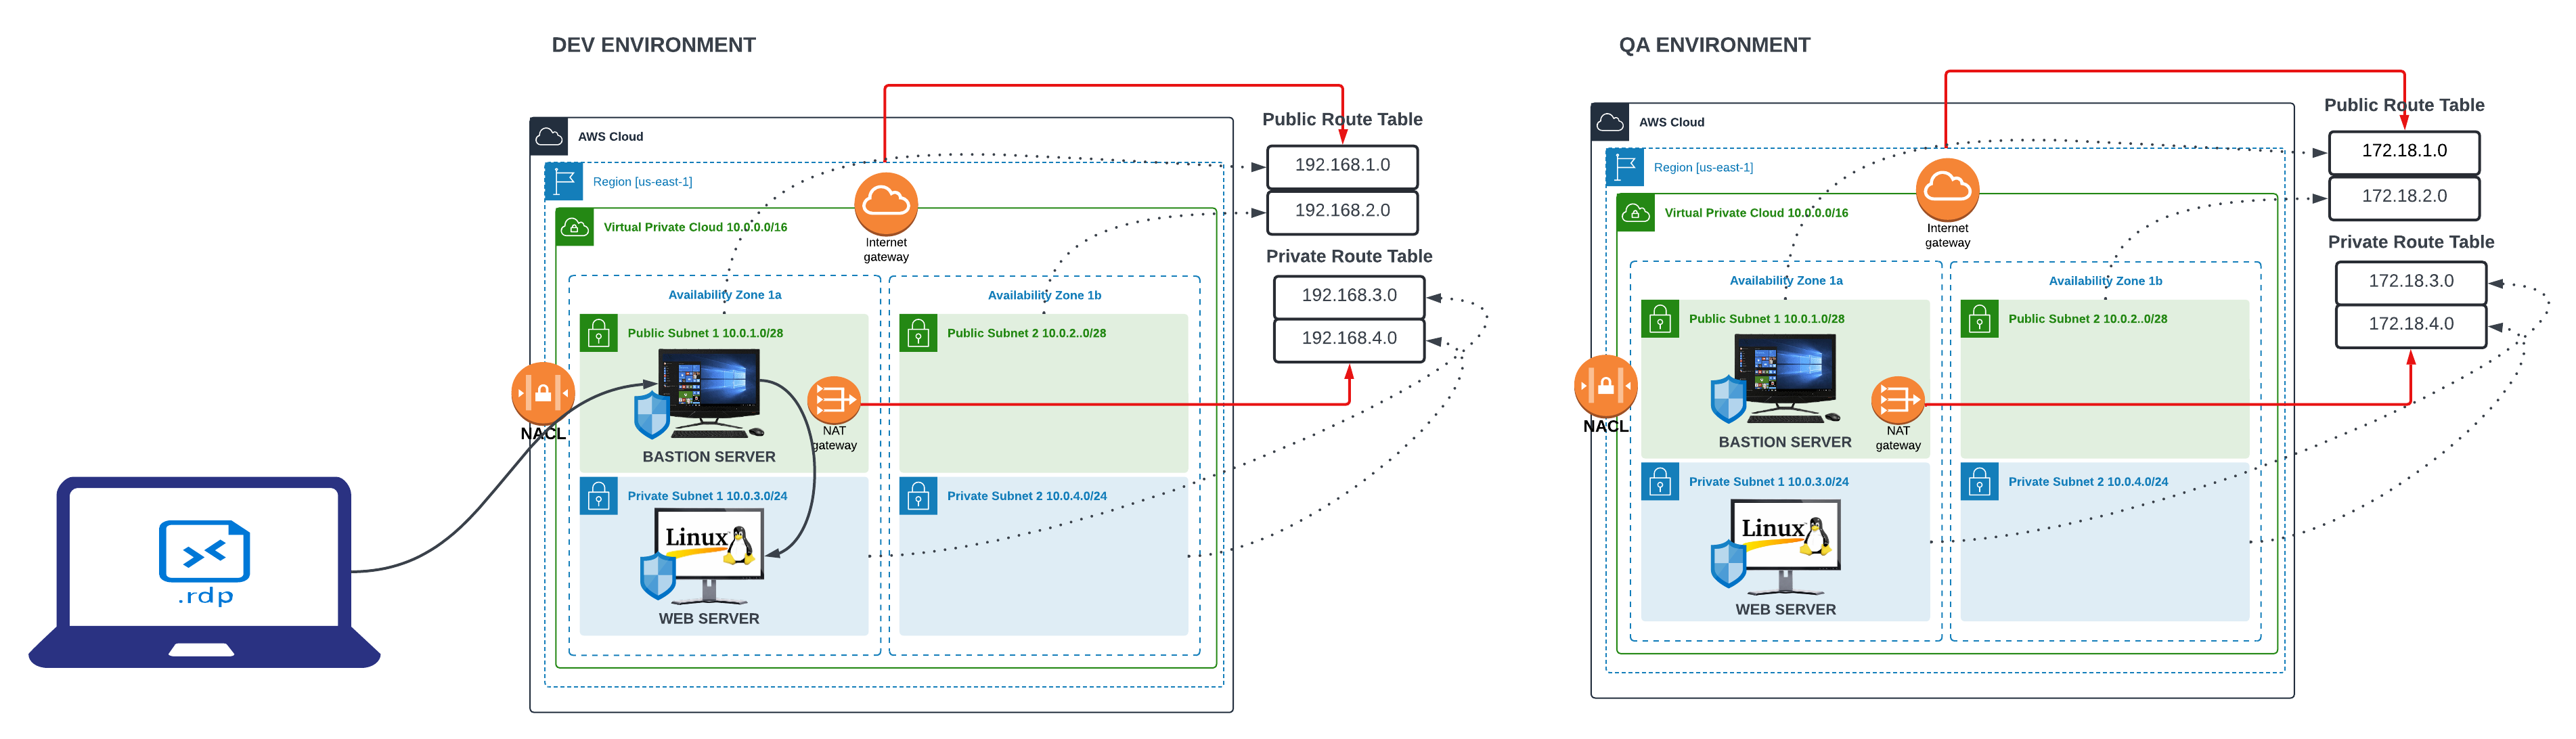 DEV ENVIRONMENT
AWS Cloud
Region [us-east-1]
Virtual Private Cloud 10.0.0.0/16
Internet
gateway
Public Route Table
192.168.1.0
192.168.2.0
Private Route Table
192.168.3.0
192.168.4.0
Availability Zone 1a
Availability Zone 1b
Public Subnet 1 10.0.1.0/28
Public Subnet 2 10.0.2..0/28
NACL
BASTION SERVER
NAT
gateway
Private Subnet 1 10.0.3.0/24
Private Subnet 2 10.0.4.0/24
Linux
WEB SERVER
.rdp
QA ENVIRONMENT
AWS Cloud
Region [us-east-1]
Virtual Private Cloud 10.0.0.0/16
Internet
gateway
Public Route Table
172.18.1.0
172.18.2.0
Private Route Table
172.18.3.0
172.18.4.0
Availability Zone 1a
Availability Zone 1b
Public Subnet 1 10.0.1.0/28
Public Subnet 2 10.0.2..0/28
NACL
BASTION SERVER
NAT
gateway
Private Subnet 1 10.0.3.0/24
Private Subnet 2 10.0.4.0/24
Linux
WEB SERVER